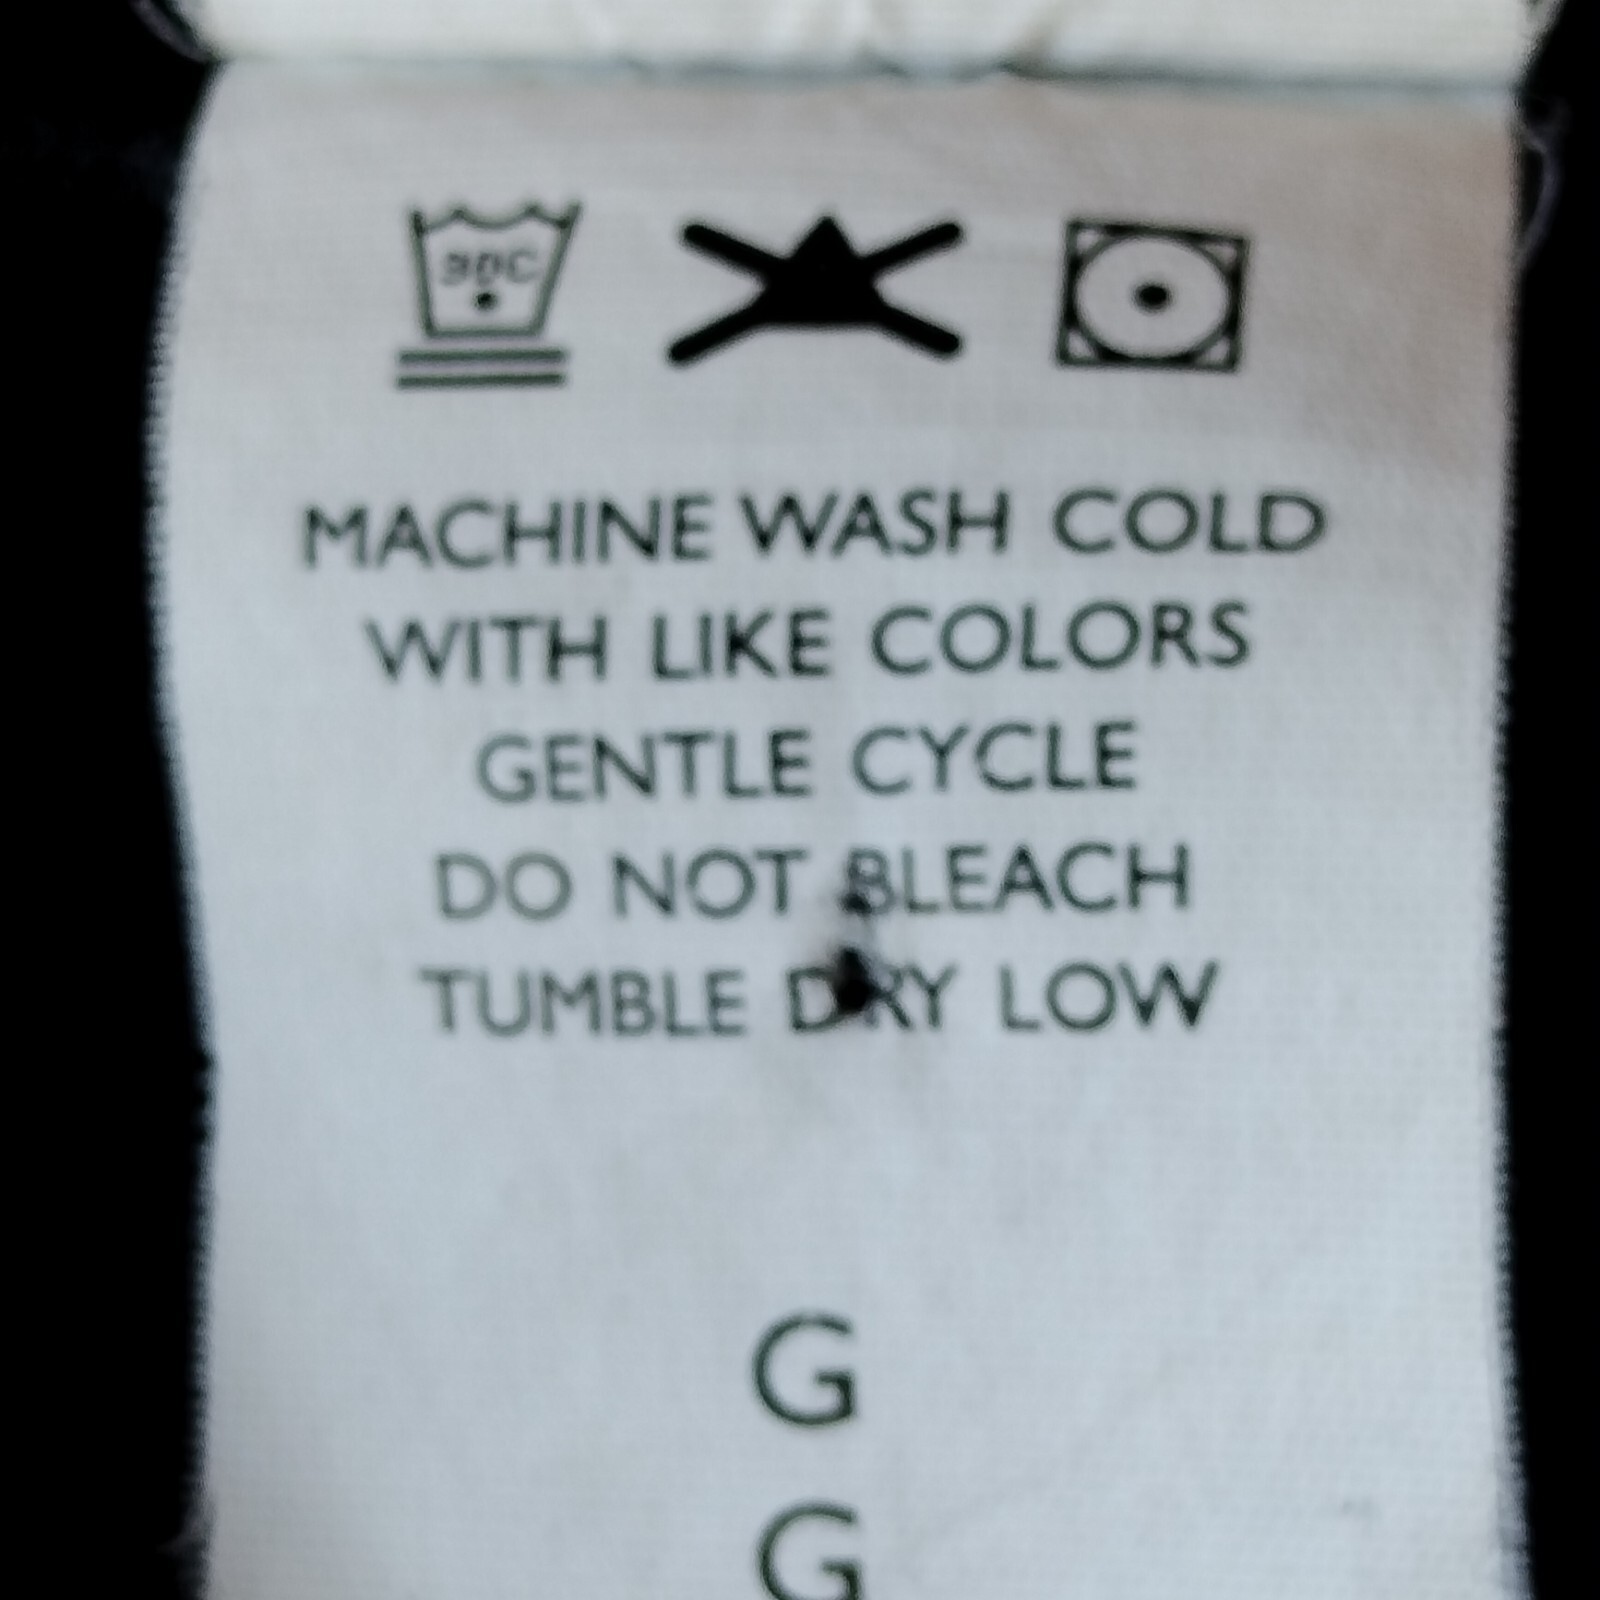 30C
MACHINE WASH COLD
WITH LIKE COLORS
GENTLE CYCLE
DO NOT BLEACH
TUMBLE DRY LOW
G
G